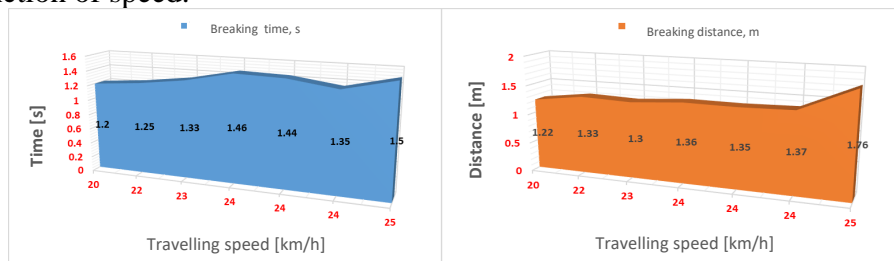 nction of speed.
Breaking time, s
1.6
1.4
1.2
1
0.8
0.6
0.4
0.2
0
Time [s]
1.2 1.25 1.33 1.46 1.44 1.35 1.5
20 22 23 24 24 24 25
Travelling speed [km/h]
Breaking distance, m
2
1.5
1
0.5
0
Distance [m]
1.22 1.33 1.3 1.36 1.35 1.37 1.76
20 22 23 24 24 24 25
Travelling speed [km/h]